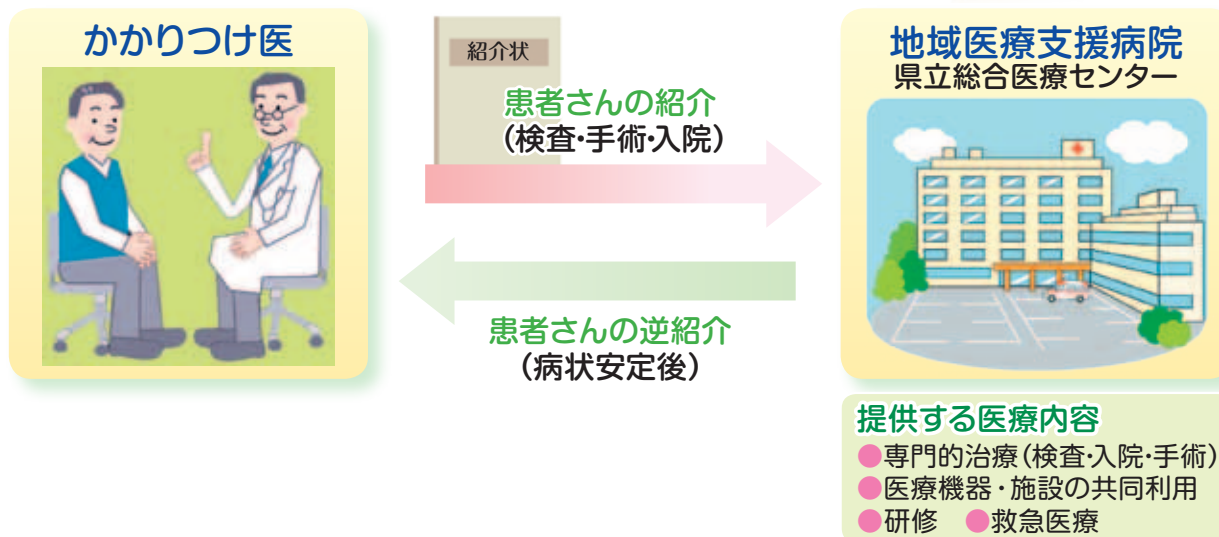 かかりつけ医
紹介状
患者さんの紹介
(検査･手術･入院)
患者さんの逆紹介
(病状安定後)
地域医療支援病院
県立総合医療センター
提供する医療内容
●専門的治療(検査･入院･手術)
●医療機器・施設の共同利用
●研修 ●救急医療